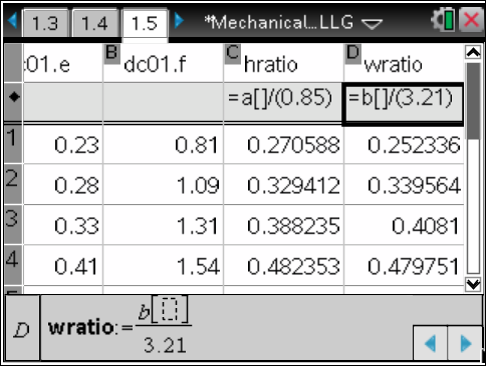 1.3 1.4 1.5 *Mechanical...LLG
c01.e B dc01.f C hratio D wratio
◆ =a[]/(0.85) =b[]/(3.21)
1 0.23 0.81 0.270588 0.252336
2 0.28 1.09 0.329412 0.339564
3 0.33 1.31 0.388235 0.4081
4 0.41 1.54 0.482353 0.479751
D wratio:=b[]/3.21